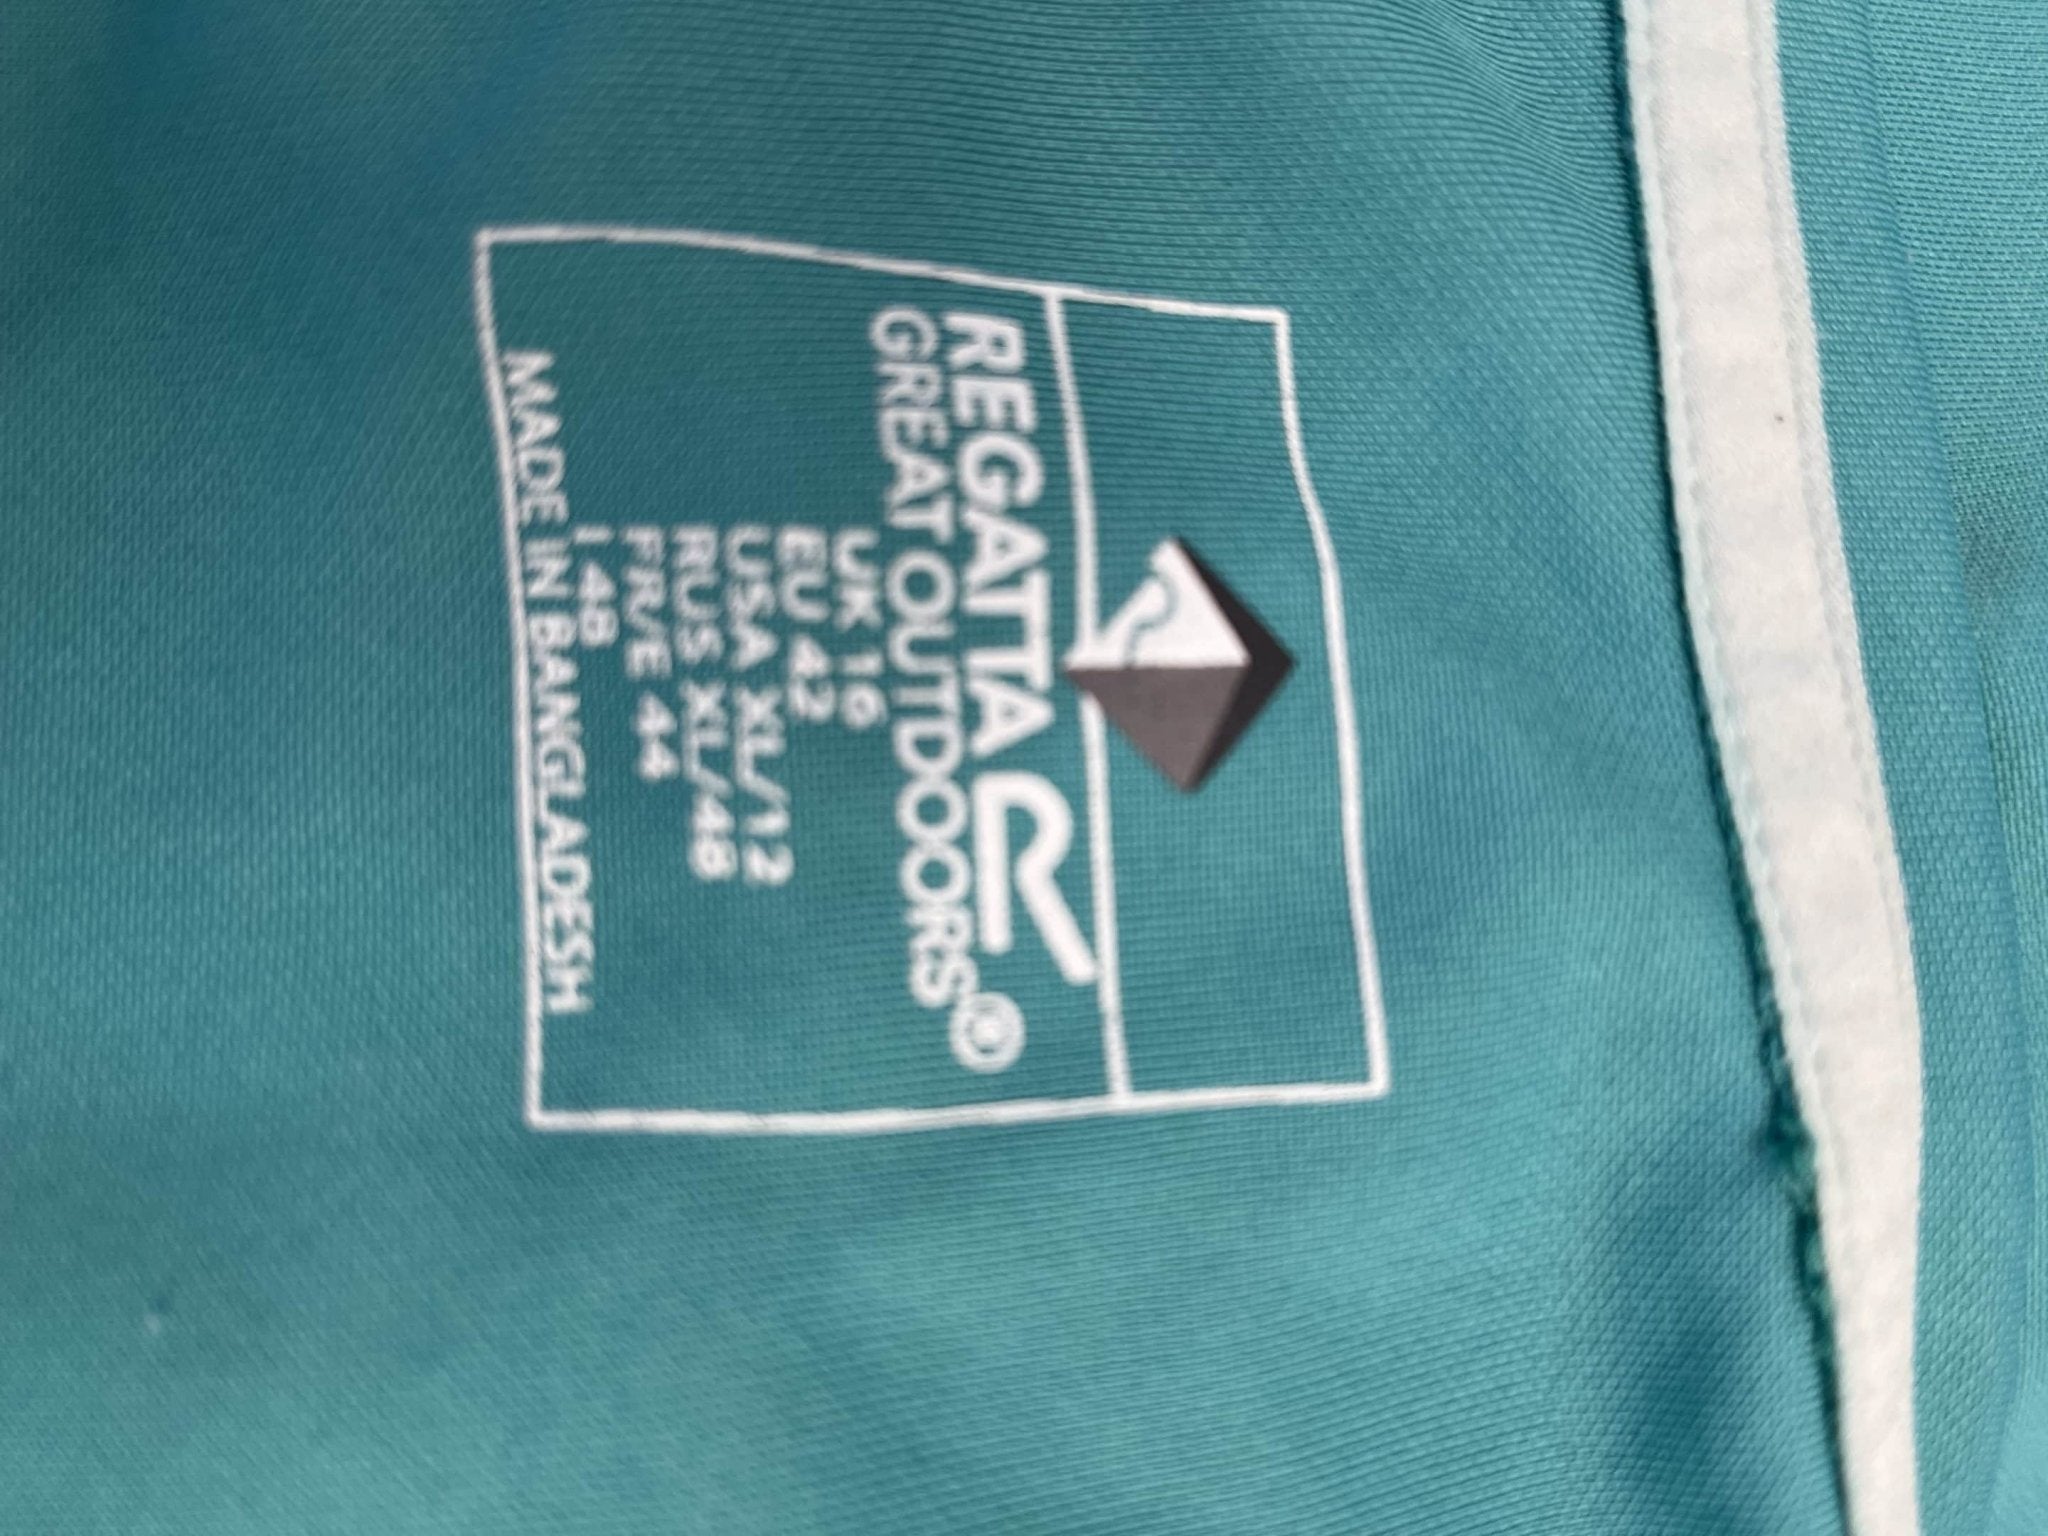 REGATTA
GREAT OUTDOORS®
UK 16
EU 42
USA XL/12
RUS XL/48
FR/E 44
I 48
MADE IN BANGLADESH